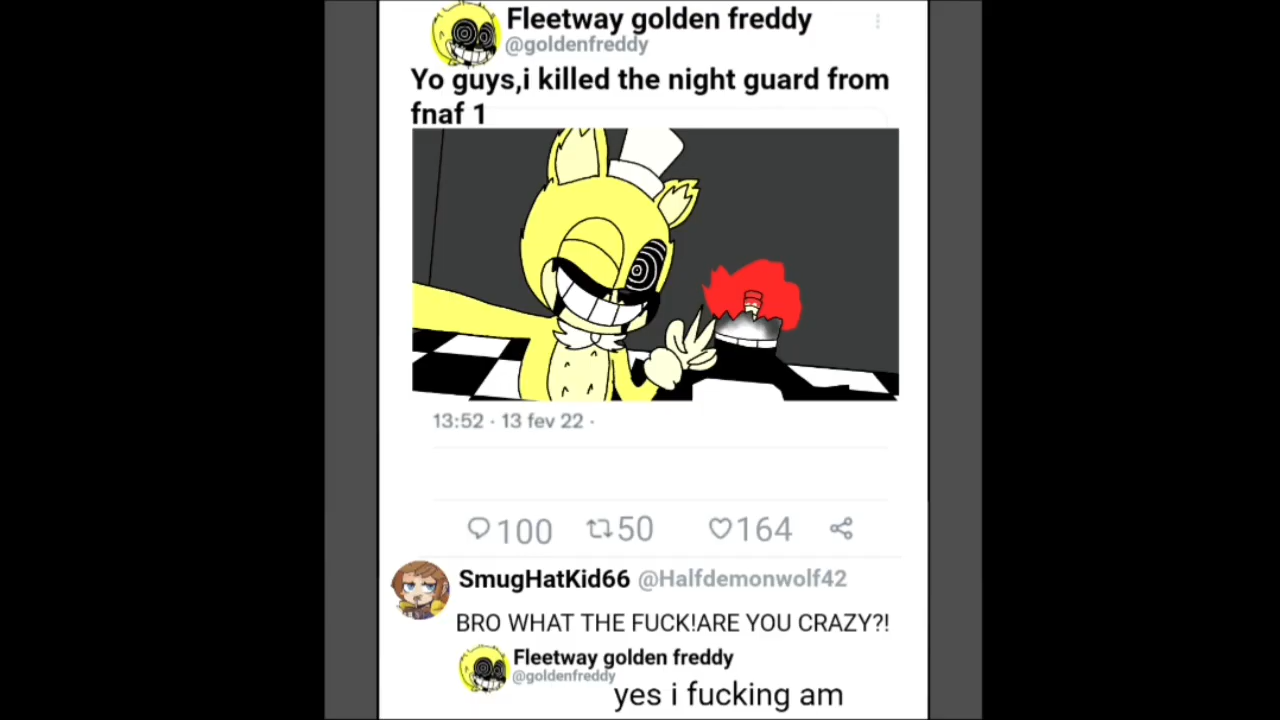 Fleetway golden freddy
@goldenfreddy
Yo guys,i killed the night guard from
fnaf 1
13:52 · 13 fev 22 ·
100 50 164
SmugHatKid66 @Halfdemonwolf42
BRO WHAT THE FUCK!ARE YOU CRAZY?!
Fleetway golden freddy
@goldenfreddy
yes i fucking am